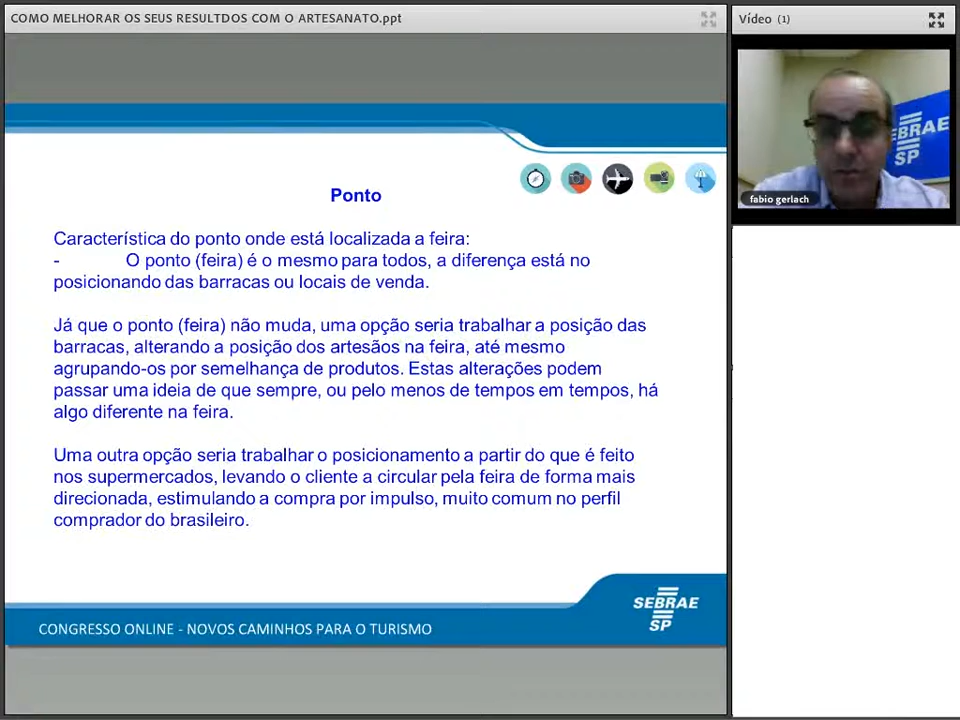 COMO MELHORAR OS SEUS RESULTDOS COM O ARTESANATO.ppt
Vídeo (1)
EBRAE
SP
fabio gerlach
Ponto
Característica do ponto onde está localizada a feira:
- O ponto (feira) é o mesmo para todos, a diferença está no
posicionando das barracas ou locais de venda.
Já que o ponto (feira) não muda, uma opção seria trabalhar a posição das
barracas, alterando a posição dos artesãos na feira, até mesmo
agrupando-os por semelhança de produtos. Estas alterações podem
passar uma ideia de que sempre, ou pelo menos de tempos em tempos, há
algo diferente na feira.
Uma outra opção seria trabalhar o posicionamento a partir do que é feito
nos supermercados, levando o cliente a circular pela feira de forma mais
direcionada, estimulando a compra por impulso, muito comum no perfil
comprador do brasileiro.
SEBRAE
SP
CONGRESSO ONLINE - NOVOS CAMINHOS PARA O TURISMO